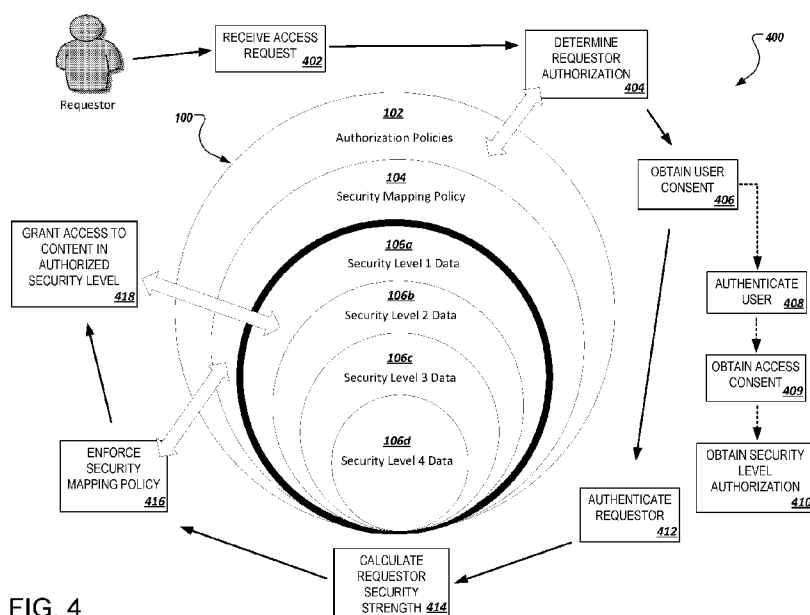 RECEIVE ACCESS
REQUEST 402
DETERMINE
REQUESTOR
AUTHORIZATION
404
400
Requestor
100
102
Authorization Policies
104
Security Mapping Policy
OBTAIN USER
CONSENT
406
GRANT ACCESS TO
CONTENT IN
AUTHORIZED
SECURITY LEVEL
418
106a
Security Level 1 Data
106b
Security Level 2 Data
AUTHENTICATE
USER 408
106c
Security Level 3 Data
OBTAIN ACCESS
CONSENT
409
106d
Security Level 4 Data
ENFORCE
SECURITY
MAPPING POLICY
416
OBTAIN SECURITY
LEVEL
AUTHORIZATION
410
AUTHENTICATE
REQUESTOR
412
CALCULATE
REQUESTOR
SECURITY
STRENGTH 414
FIG. 4